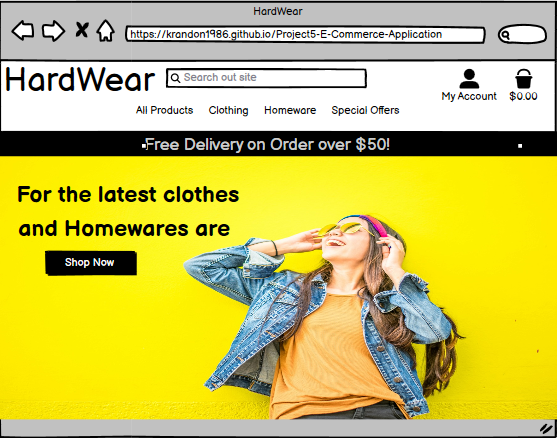 HardWear
https://krandon1986.github.io/Project5-E-Commerce-Application
HardWear
Search out site
My Account
$0.00
All Products Clothing Homeware Special Offers
Free Delivery on Order over $50!
For the latest clothes
and Homewares are
Shop Now